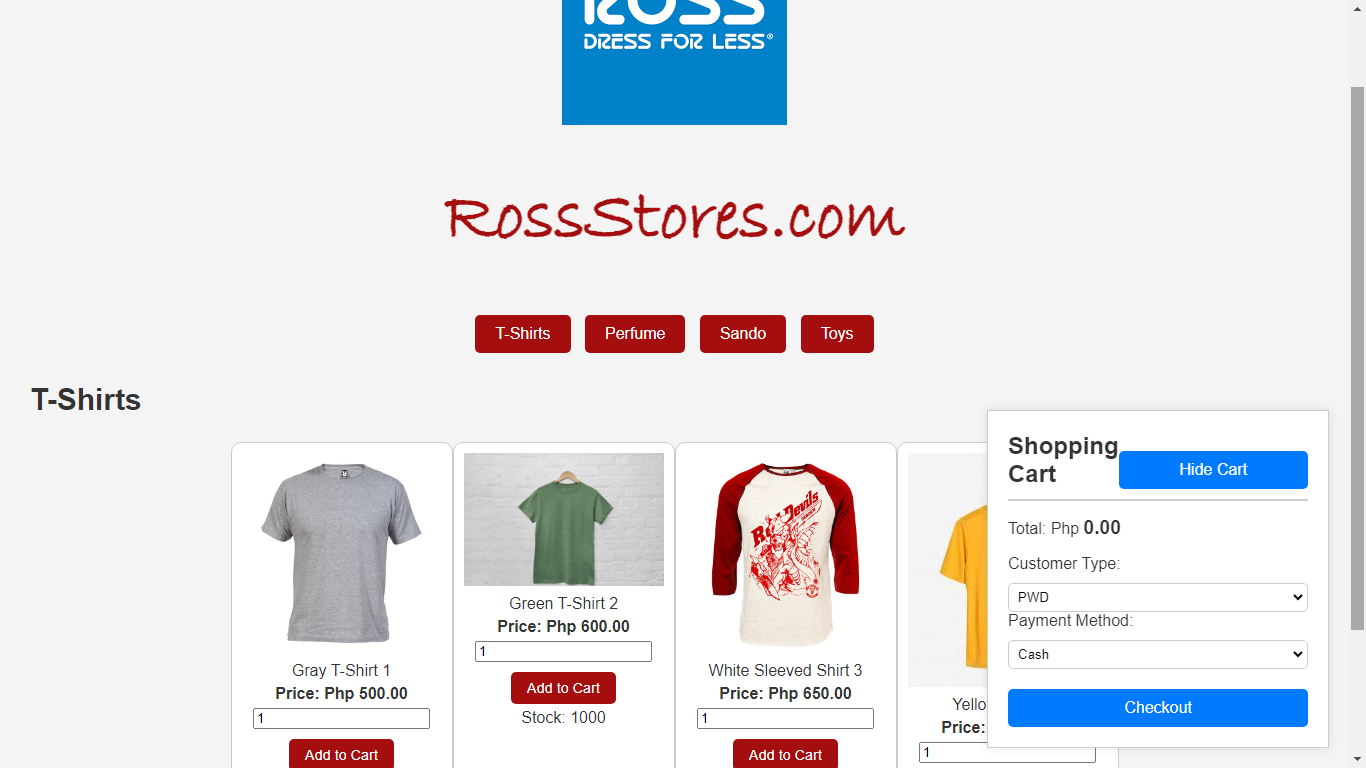 ROSS
DRESS FOR LESS®
RossStores.com
T-Shirts
Perfume
Sando
Toys
T-Shirts
Gray T-Shirt 1
Price: Php 500.00
1
Add to Cart
Green T-Shirt 2
Price: Php 600.00
1
Add to Cart
Stock: 1000
Red Devils
White Sleeved Shirt 3
Price: Php 650.00
1
Add to Cart
Yello
Price:
1
Shopping
Cart
Hide Cart
Total: Php 0.00
Customer Type:
PWD
Payment Method:
Cash
Checkout